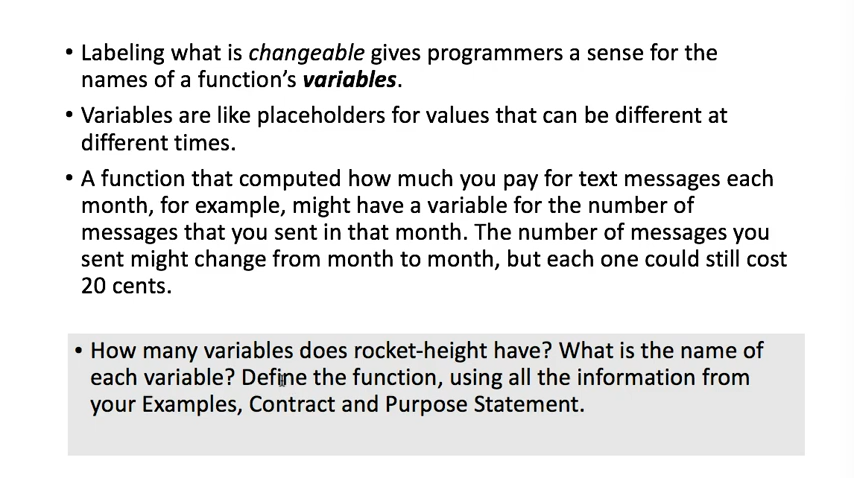 • Labeling what is changeable gives programmers a sense for the
names of a function's variables.
• Variables are like placeholders for values that can be different at
different times.
• A function that computed how much you pay for text messages each
month, for example, might have a variable for the number of
messages that you sent in that month. The number of messages you
sent might change from month to month, but each one could still cost
20 cents.
• How many variables does rocket-height have? What is the name of
each variable? Define the function, using all the information from
your Examples, Contract and Purpose Statement.